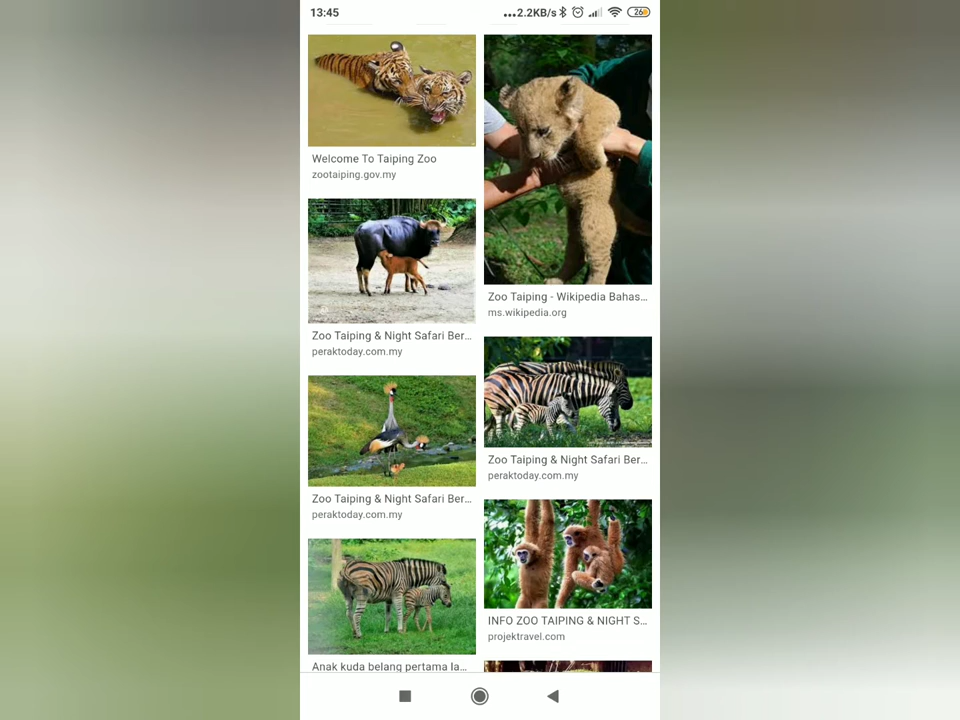 13:45
...2.2KB/s
26
Welcome To Taiping Zoo
zootaiping.gov.my
Zoo Taiping & Night Safari Ber...
peraktoday.com.my
Zoo Taiping & Night Safari Ber...
peraktoday.com.my
Anak kuda belang pertama la...
Zoo Taiping - Wikipedia Bahas...
ms.wikipedia.org
Zoo Taiping & Night Safari Ber...
peraktoday.com.my
INFO ZOO TAIPING & NIGHT S...
projektravel.com